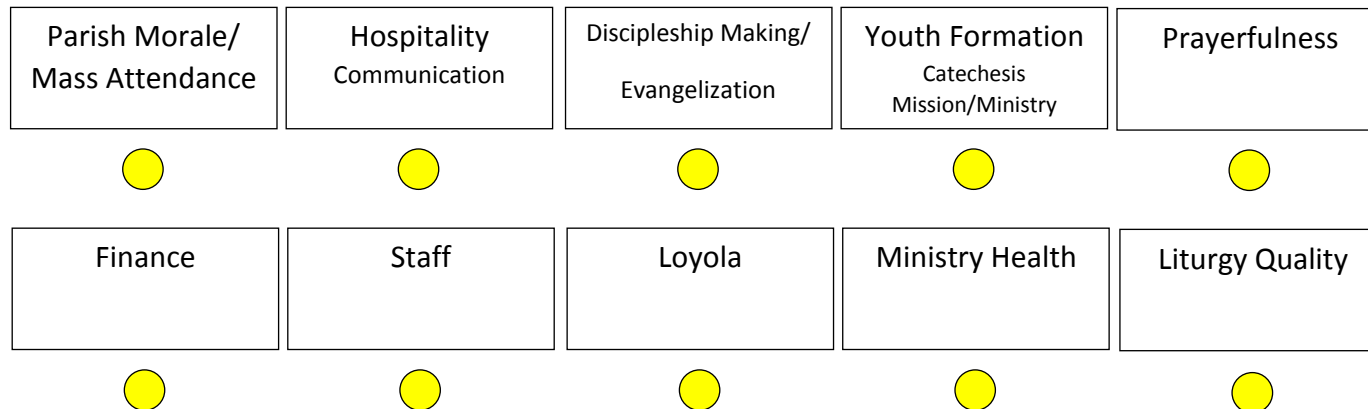 Parish Morale/
Mass Attendance
Hospitality
Communication
Discipleship Making/
Evangelization
Youth Formation
Catechesis
Mission/Ministry
Prayerfulness
Finance
Staff
Loyola
Ministry Health
Liturgy Quality